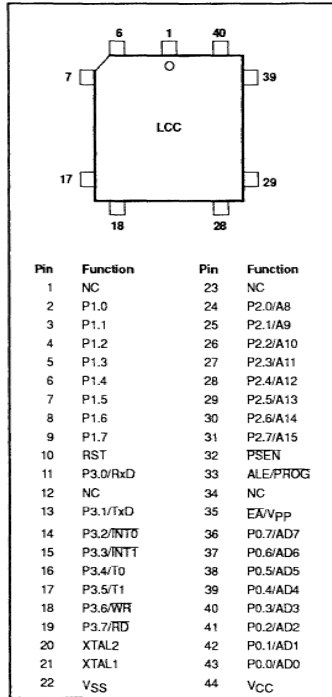 6 1 40
7 39
LCC
17 29
18 28
Pin Function Pin Function
1 NC 23 NC
2 P1.0 24 P2.0/A8
3 P1.1 25 P2.1/A9
4 P1.2 26 P2.2/A10
5 P1.3 27 P2.3/A11
6 P1.4 28 P2.4/A12
7 P1.5 29 P2.5/A13
8 P1.6 30 P2.6/A14
9 P1.7 31 P2.7/A15
10 RST 32 P̅S̅E̅N̅
11 P3.0/RxD 33 ALE/P̅R̅O̅G̅
12 NC 34 NC
13 P3.1/TxD 35 E̅A̅/VPP
14 P3.2/I̅N̅T̅0̅ 36 P0.7/AD7
15 P3.3/I̅N̅T̅1̅ 37 P0.6/AD6
16 P3.4/T0 38 P0.5/AD5
17 P3.5/T1 39 P0.4/AD4
18 P3.6/W̅R̅ 40 P0.3/AD3
19 P3.7/R̅D̅ 41 P0.2/AD2
20 XTAL2 42 P0.1/AD1
21 XTAL1 43 P0.0/AD0
22 VSS 44 VCC